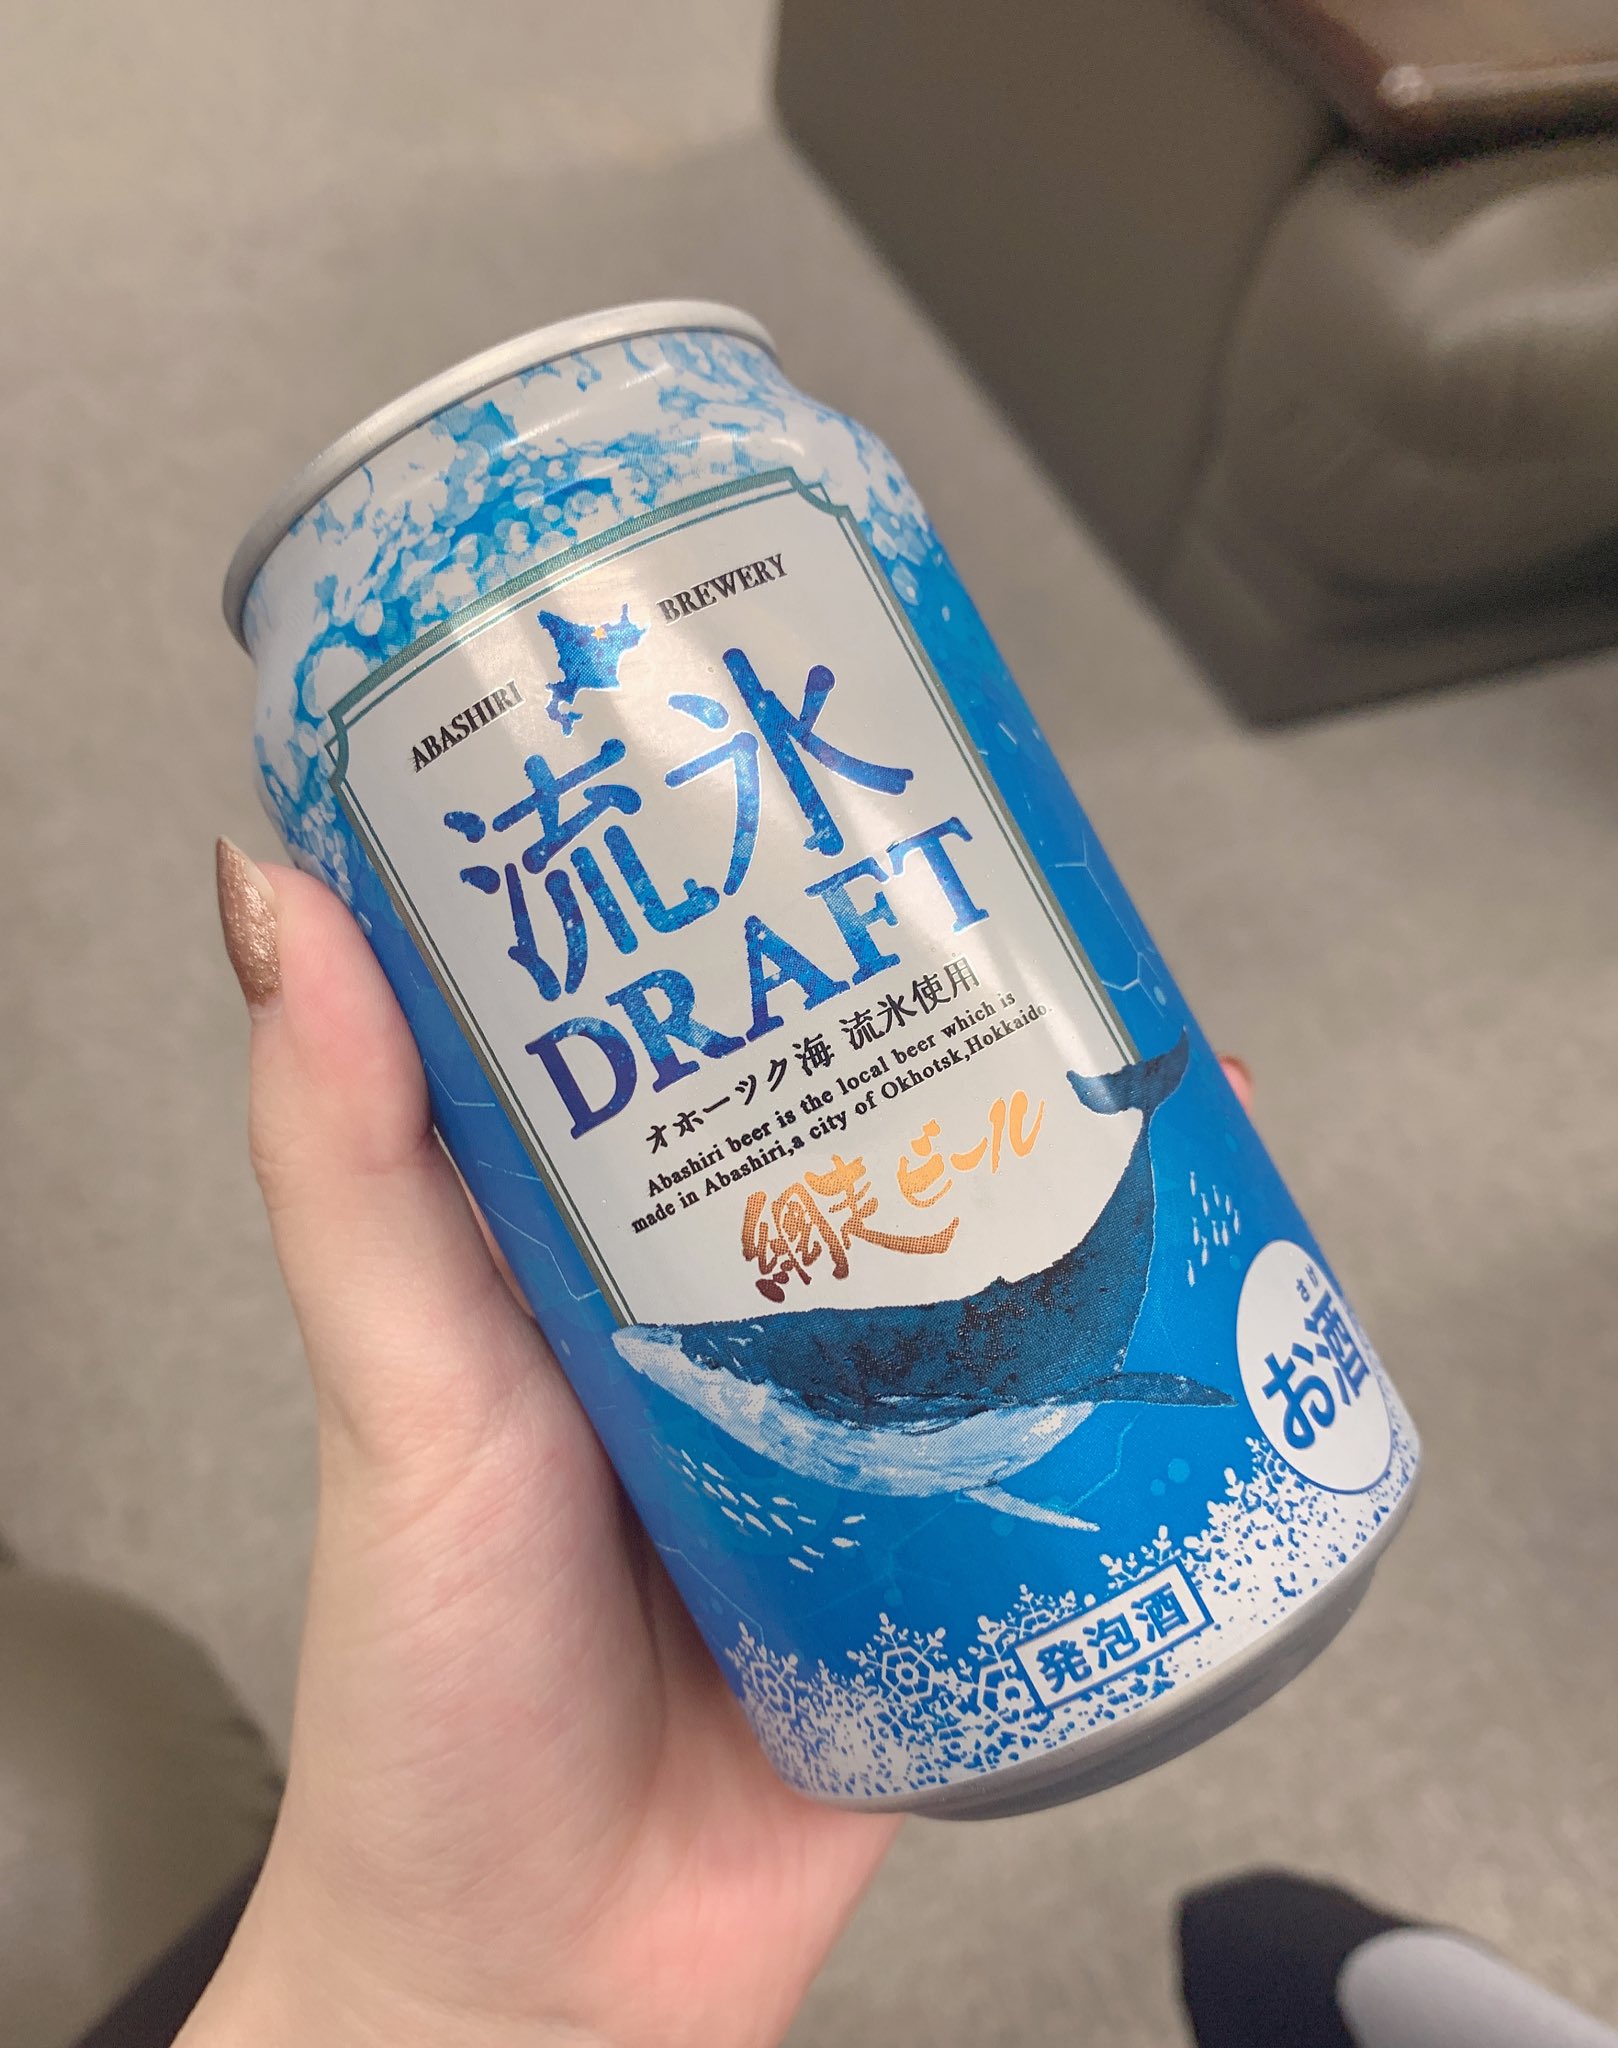 ABASHIRI BREWERY
流氷
DRAFT
オホーツク海 流氷使用
Abashiri beer is the local beer which is
made in Abashiri,a city of Okhotsk,Hokkaido.
網走ビール
さけ
お酒
発泡酒